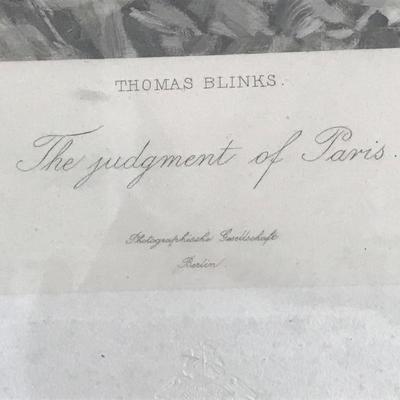 THOMAS BLINKS.
The judgment of Paris.
Photographische Gesellschaft
Berlin.